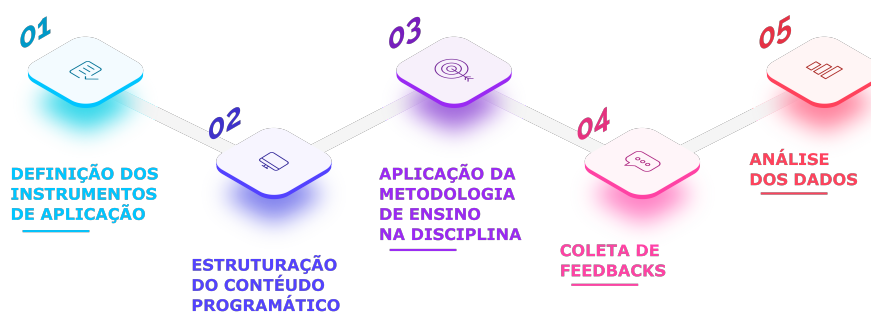 01
DEFINIÇÃO DOS
INSTRUMENTOS
DE APLICAÇÃO
02
ESTRUTURAÇÃO
DO CONTÉUDO
PROGRAMÁTICO
03
APLICAÇÃO DA
METODOLOGIA
DE ENSINO
NA DISCIPLINA
04
COLETA DE
FEEDBACKS
05
ANÁLISE
DOS DADOS